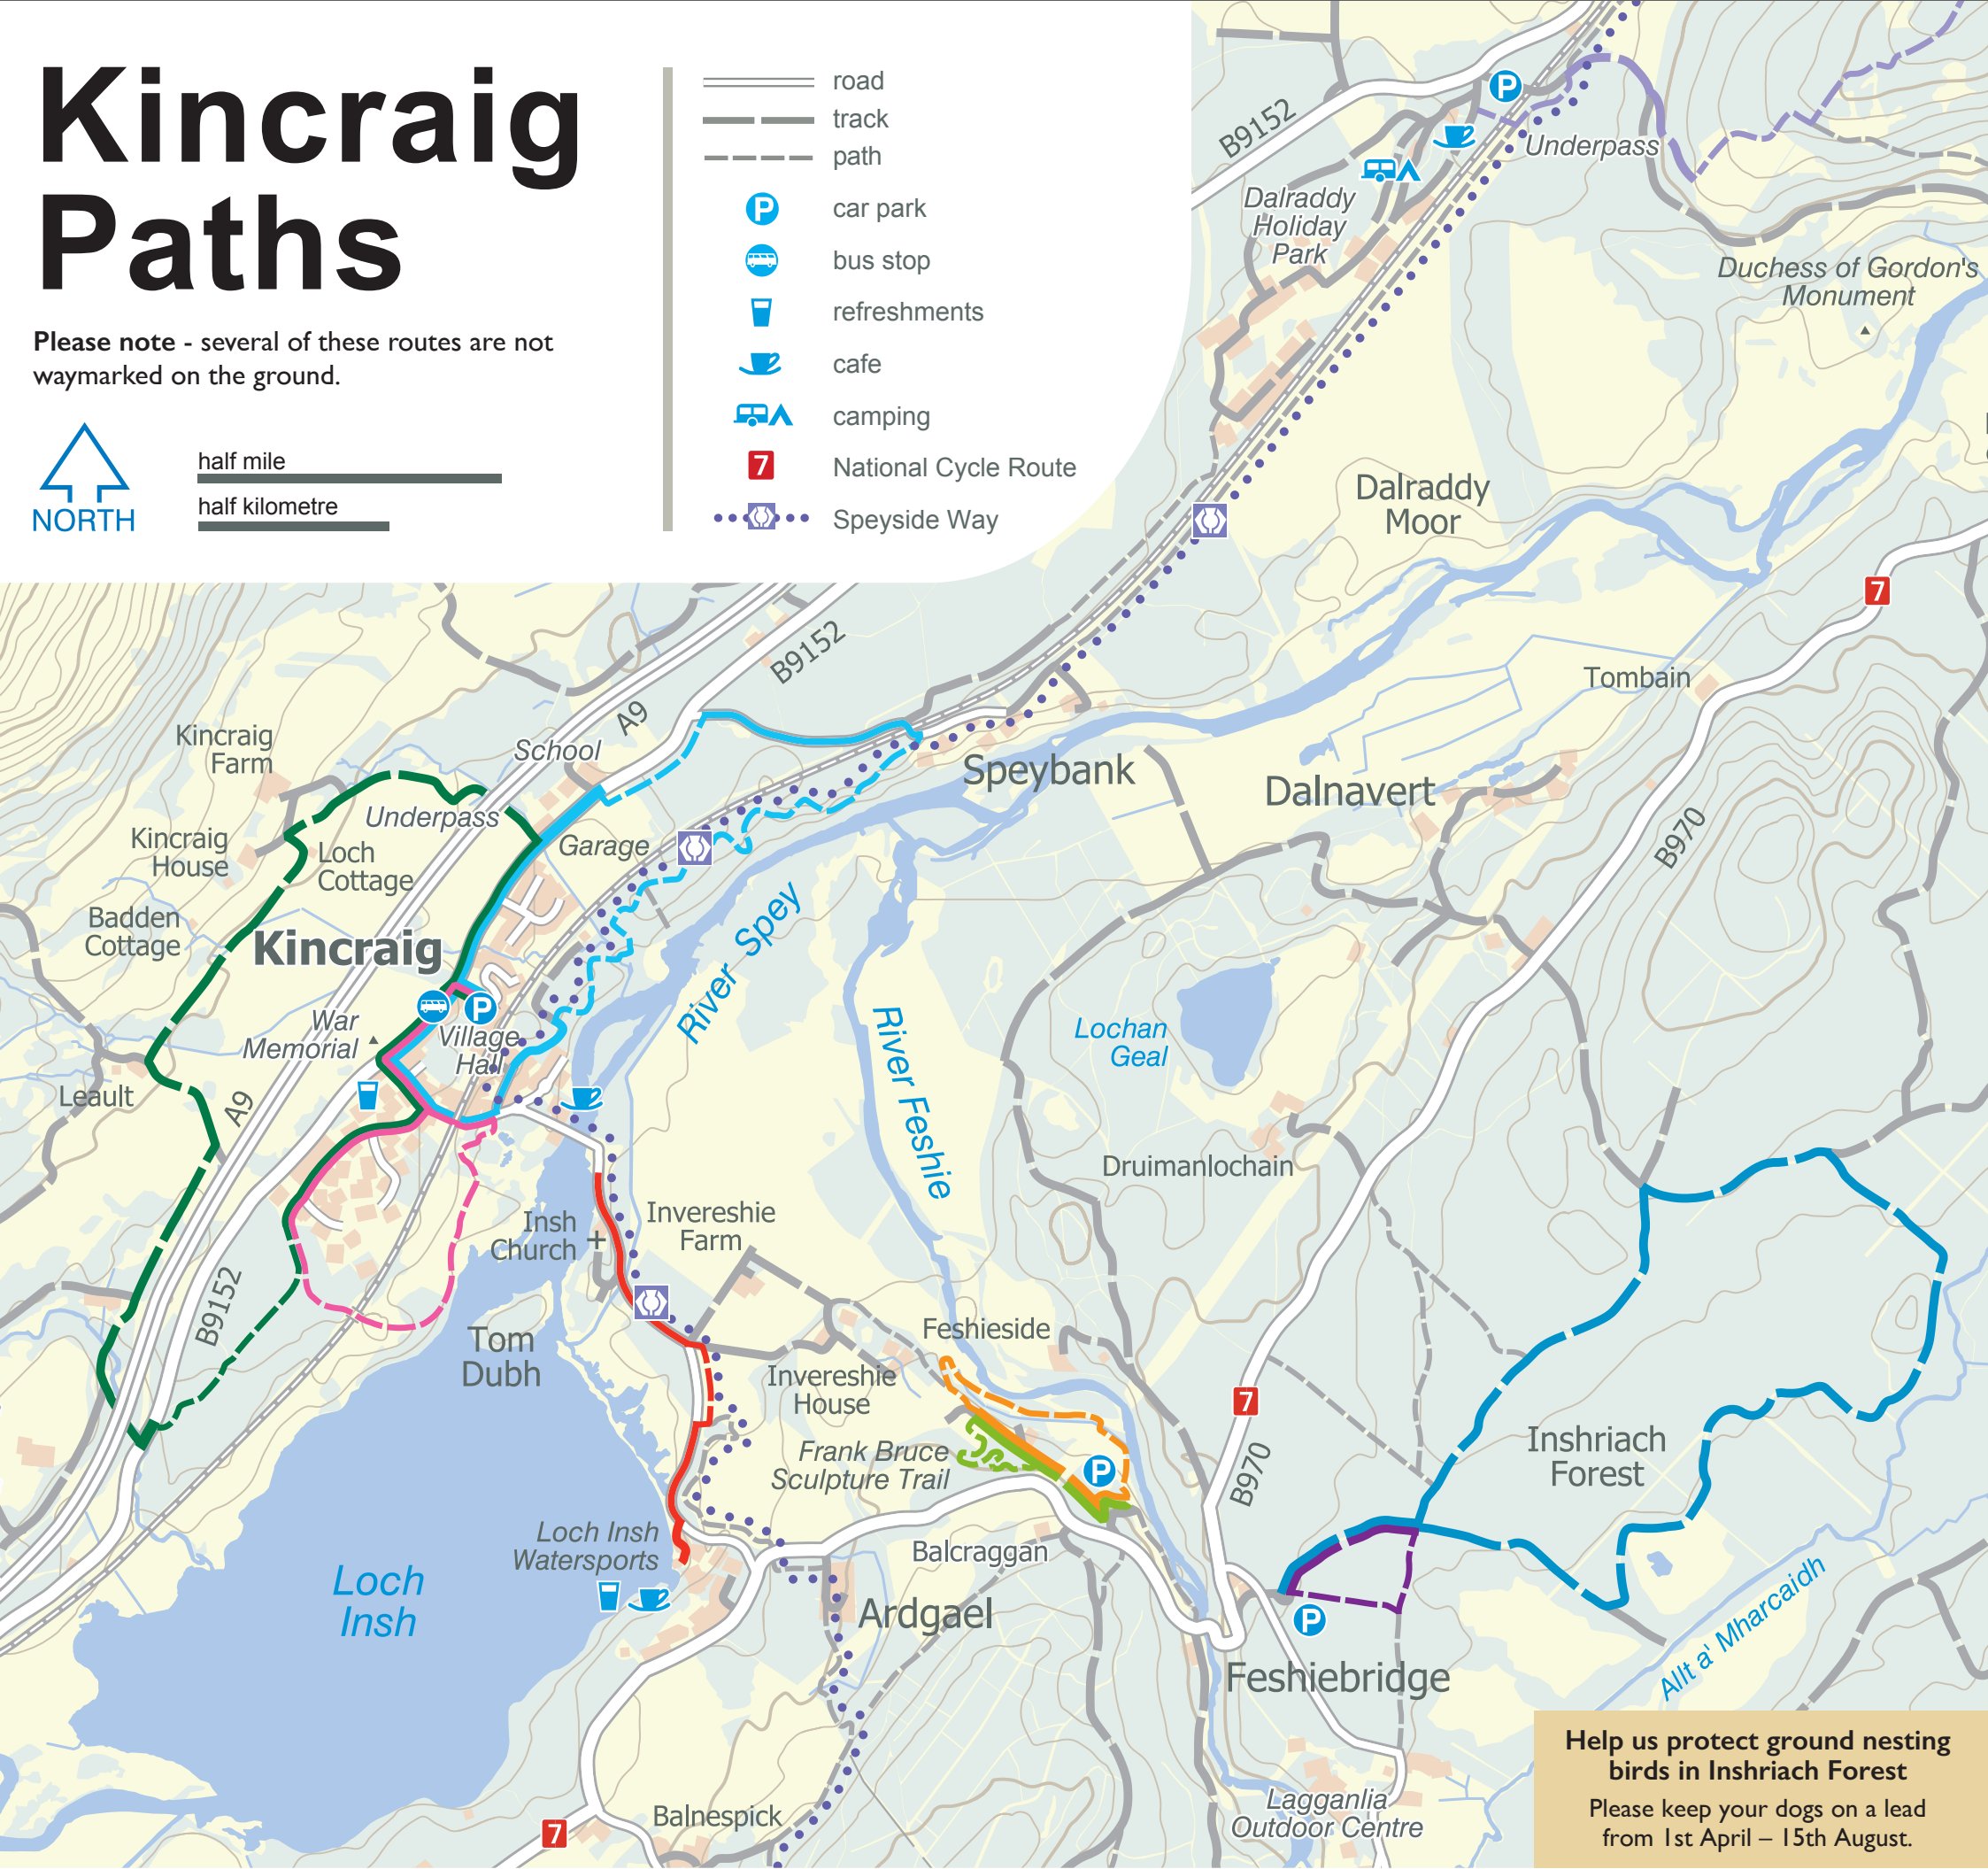 Kincraig
Paths
Please note - several of these routes are not
waymarked on the ground.
NORTH
half mile
half kilometre
road
track
path
P
car park
bus stop
refreshments
cafe
camping
7
National Cycle Route
Speyside Way
B9152
P
Underpass
Dalraddy
Holiday
Park
Duchess of Gordon's
Monument
Dalraddy
Moor
7
B9152
Tombain
A9
School
Kincraig
Farm
Speybank
Dalnavert
Underpass
Garage
B970
Kincraig
House
Loch
Cottage
River Spey
Badden
Cottage
Kincraig
P
War
Memorial
Village
Hall
River Feshie
Lochan
Geal
Leault
A9
Druimanlochain
Insh
Church
Invereshie
Farm
B9152
Tom
Dubh
Feshieside
Invereshie
House
7
Frank Bruce
Sculpture Trail
P
B970
Inshriach
Forest
Loch Insh
Watersports
Balcraggan
Loch
Insh
Ardgael
P
Allt a' Mharcaidh
Feshiebridge
Help us protect ground nesting
birds in Inshriach Forest
Please keep your dogs on a lead
from 1st April – 15th August.
Lagganlia
Outdoor Centre
Balnespick
7